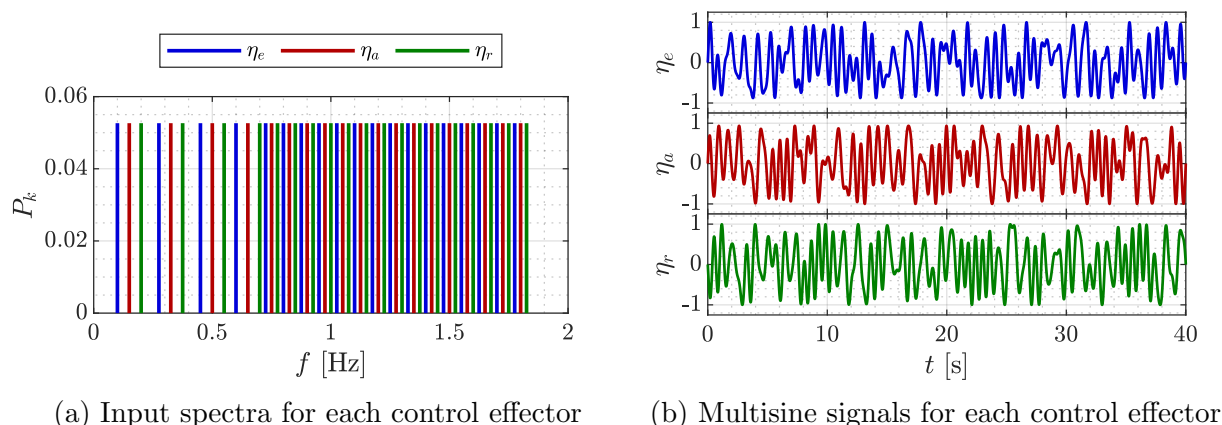 η_e η_a η_r
0.06
0.04
0.02
0
P_k
0 0.5 1 1.5 2
f [Hz]
(a) Input spectra for each control effector
1
0
-1
η_e
1
0
-1
η_a
1
0
-1
η_r
0 10 20 30 40
t [s]
(b) Multisine signals for each control effector